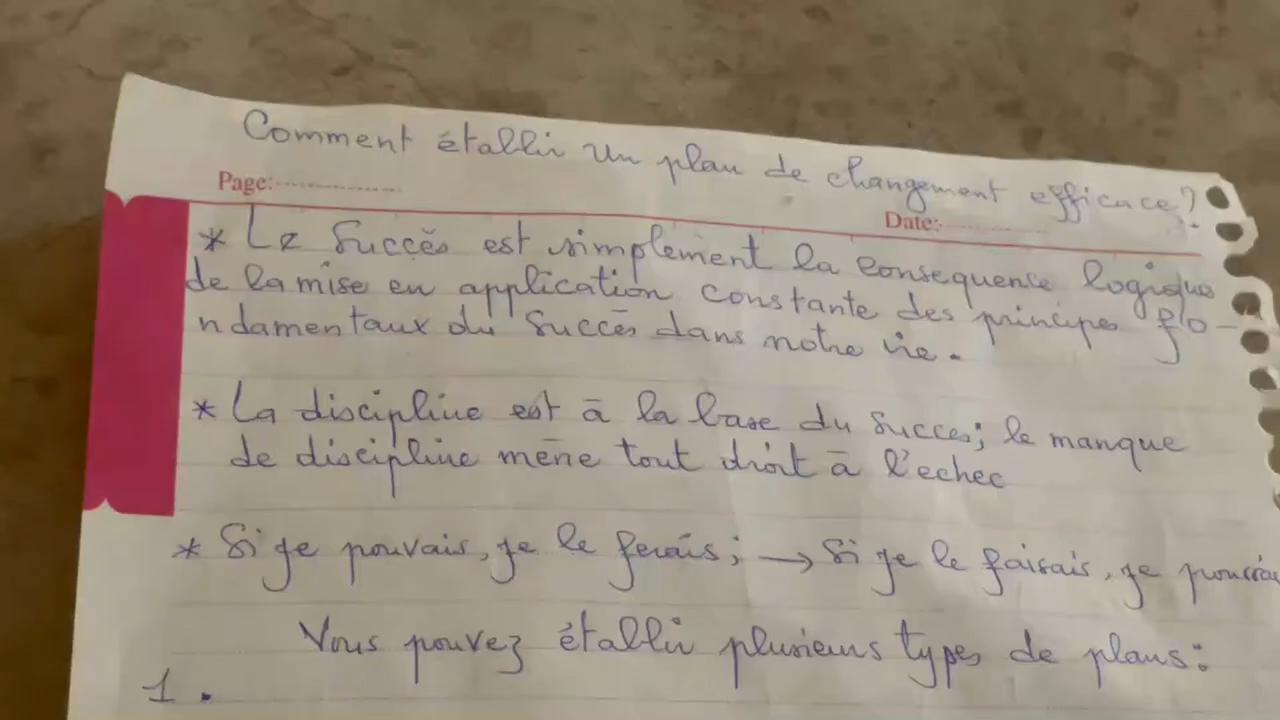 Comment établir un plan de changement efficace?
Page:
Date:
* Le Succès est simplement la consequence logique
de la mise en application constante des principes fo-
ndamentaux du Succès dans notre vie.
* La discipline est à la base du Succes; le manque
de discipline mène tout droit à l'echec
* Si je pouvais, je le ferais; → Si je le faisais, je pourrai
Vous pouvez établir plusieurs types de plans:
1.